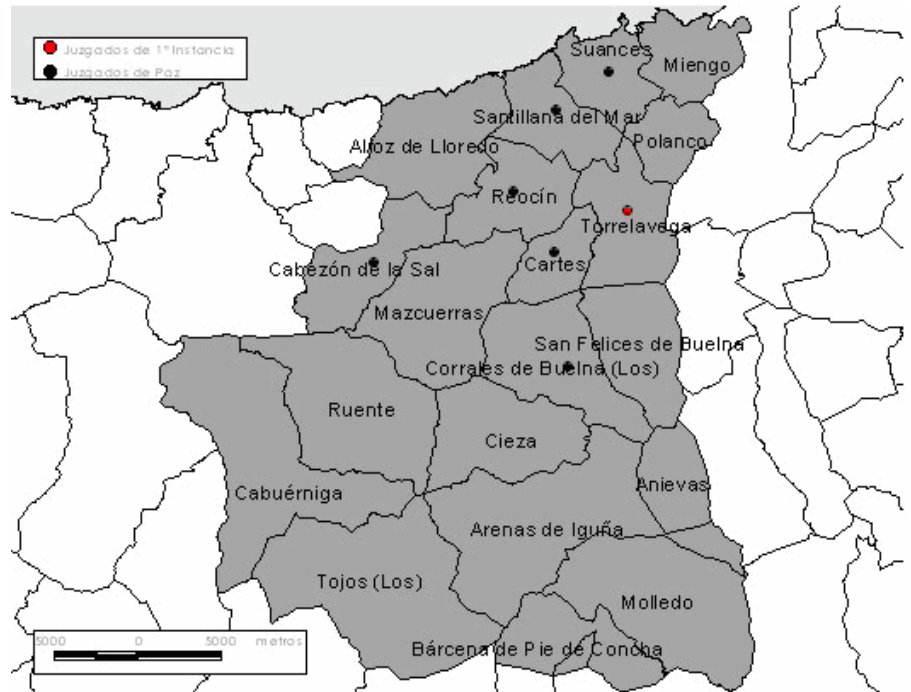 Juzgados de 1ª Instancia
Juzgados de Paz
Suances
Miengo
Santillana del Mar
Alfoz de Lloredo
Polanco
Reocín
Torrelavega
Cabezón de la Sal
Cartes
Mazcuerras
San Felices de Buelna
Corrales de Buelna (Los)
Ruente
Cieza
Cabuérniga
Anievas
Arenas de Iguña
Tojos (Los)
Molledo
Bárcena de Pie de Concha
5000 0 5000 metros